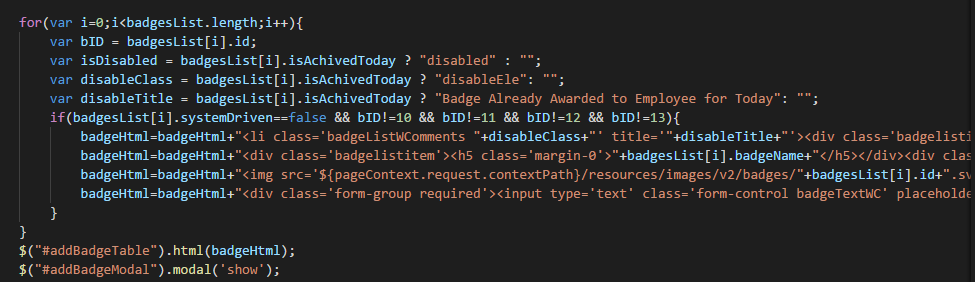 for(var i=0;i<badgesList.length;i++){
    var bID = badgesList[i].id;
    var isDisabled = badgesList[i].isAchivedToday ? "disabled" : "";
    var disableClass = badgesList[i].isAchivedToday ? "disableEle": "";
    var disableTitle = badgesList[i].isAchivedToday ? "Badge Already Awarded to Employee for Today": "";
    if(badgesList[i].systemDriven==false && bID!=10 && bID!=11 && bID!=12 && bID!=13){
        badgeHtml=badgeHtml+"<li class='badgeListWComments "+disableClass+"' title='"+disableTitle+"'><div class='badgelisti
        badgeHtml=badgeHtml+"<div class='badgelistitem'><h5 class='margin-0'>"+badgesList[i].badgeName+"</h5></div><div clas
        badgeHtml=badgeHtml+"<img src='${pageContext.request.contextPath}/resources/images/v2/badges/"+badgesList[i].id+".sv
        badgeHtml=badgeHtml+"<div class='form-group required'><input type='text' class='form-control badgeTextWC' placeholde
    }
}
$("#addBadgeTable").html(badgeHtml);
$("#addBadgeModal").modal('show');